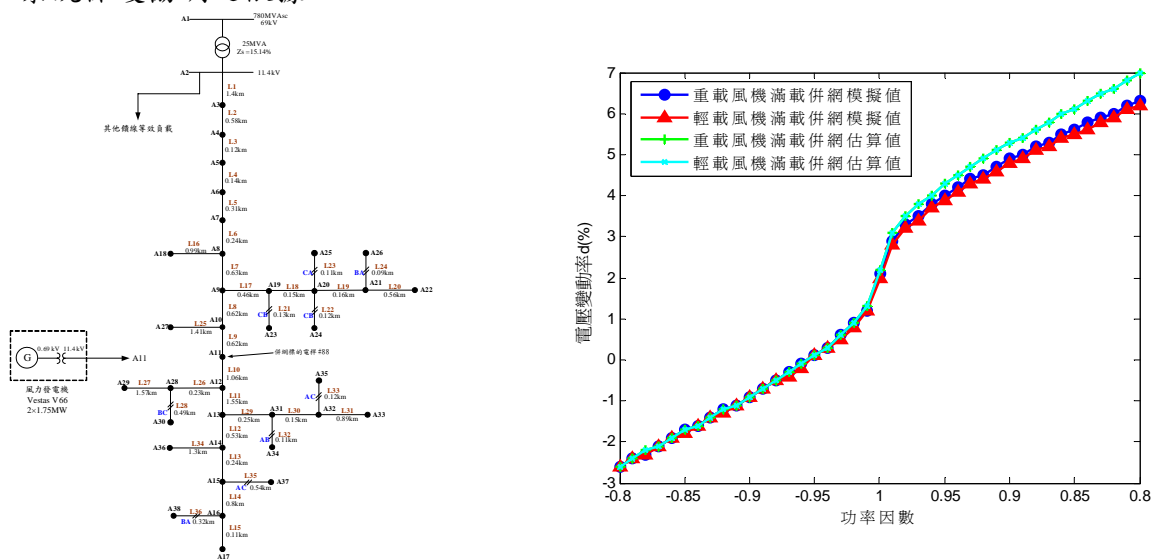 A1
780MVAsc
69kV
25MVA
Zs =15.14%
A2
11.4kV
L1
1.4km
A3
其他饋線等效負載
L2
0.58km
A4
L3
0.12km
A5
L4
0.14km
A6
L5
0.31km
A7
L6
0.24km
L16
0.99km
A18
A8
A25
A26
L7
0.63km
L23
CA
0.11km
L24
BA
0.09km
A9
L17
0.46km
A19
L18
0.15km
A20
L19
0.16km
A21
L20
0.56km
A22
L8
0.62km
L21
CB
0.13km
L22
CB
0.12km
A10
A27
L25
1.41km
A23
A24
L9
0.62km
G
0.69 kV
11.4 kV
A11
A11
併網標的電桿#88
風力發電機
Vestas V66
2×1.75MW
L10
1.06km
A35
A29
L27
1.57km
A28
L26
0.23km
A12
L33
AC
0.12km
L28
BC
0.49km
L11
1.55km
A31
A30
A13
L29
0.25km
L30
0.15km
A32
L31
0.89km
A33
L12
0.53km
L32
AB
0.11km
A36
L34
1.3km
A14
A34
L13
0.24km
A15
L35
AC
0.54km
A37
L14
0.8km
A38
L36
BA
0.32km
A16
L15
0.11km
A17
重載風機滿載併網模擬值
輕載風機滿載併網模擬值
重載風機滿載併網估算值
輕載風機滿載併網估算值
電壓變動率d(%)
7
6
5
4
3
2
1
0
-1
-2
-3
-0.8
-0.85
-0.9
-0.95
1
0.95
0.9
0.85
0.8
功率因數